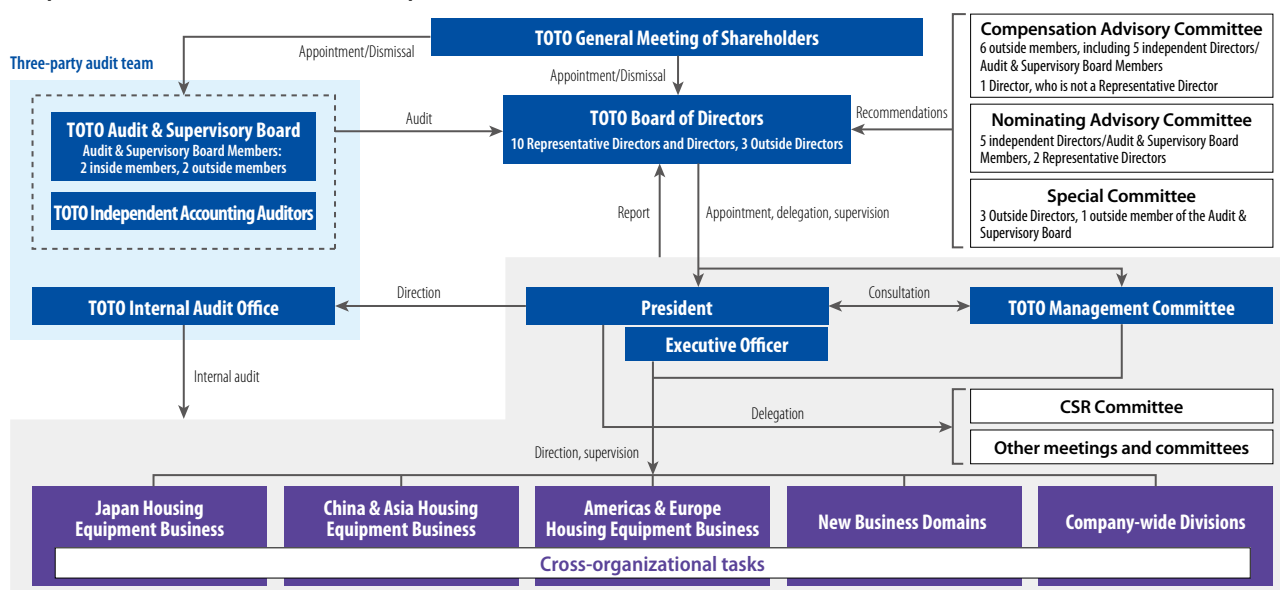 TOTO General Meeting of Shareholders
Appointment/Dismissal
Appointment/Dismissal
Three-party audit team
TOTO Audit & Supervisory Board
Audit & Supervisory Board Members:
2 inside members, 2 outside members
TOTO Independent Accounting Auditors
Audit
TOTO Board of Directors
10 Representative Directors and Directors, 3 Outside Directors
Recommendations
Compensation Advisory Committee
6 outside members, including 5 independent Directors/
Audit & Supervisory Board Members
1 Director, who is not a Representative Director
Nominating Advisory Committee
5 independent Directors/Audit & Supervisory Board
Members, 2 Representative Directors
Special Committee
3 Outside Directors, 1 outside member of the Audit &
Supervisory Board
Report
Appointment, delegation, supervision
TOTO Internal Audit Office
Direction
President
Executive Officer
Consultation
TOTO Management Committee
Internal audit
Delegation
CSR Committee
Other meetings and committees
Direction, supervision
Japan Housing
Equipment Business
China & Asia Housing
Equipment Business
Americas & Europe
Housing Equipment Business
New Business Domains
Company-wide Divisions
Cross-organizational tasks